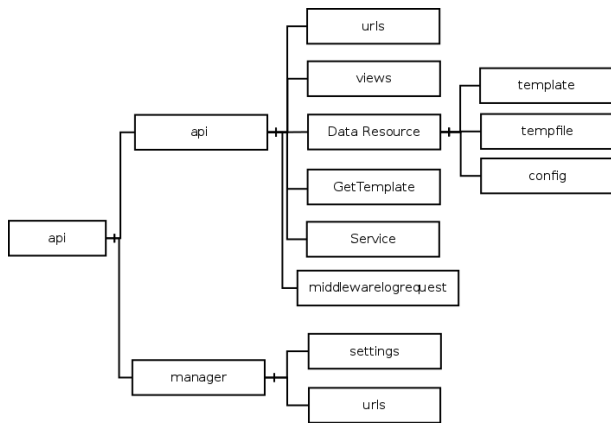 urls
views
template
api
Data Resource
tempfile
config
GetTemplate
api
Service
middlewarelogrequest
settings
manager
urls